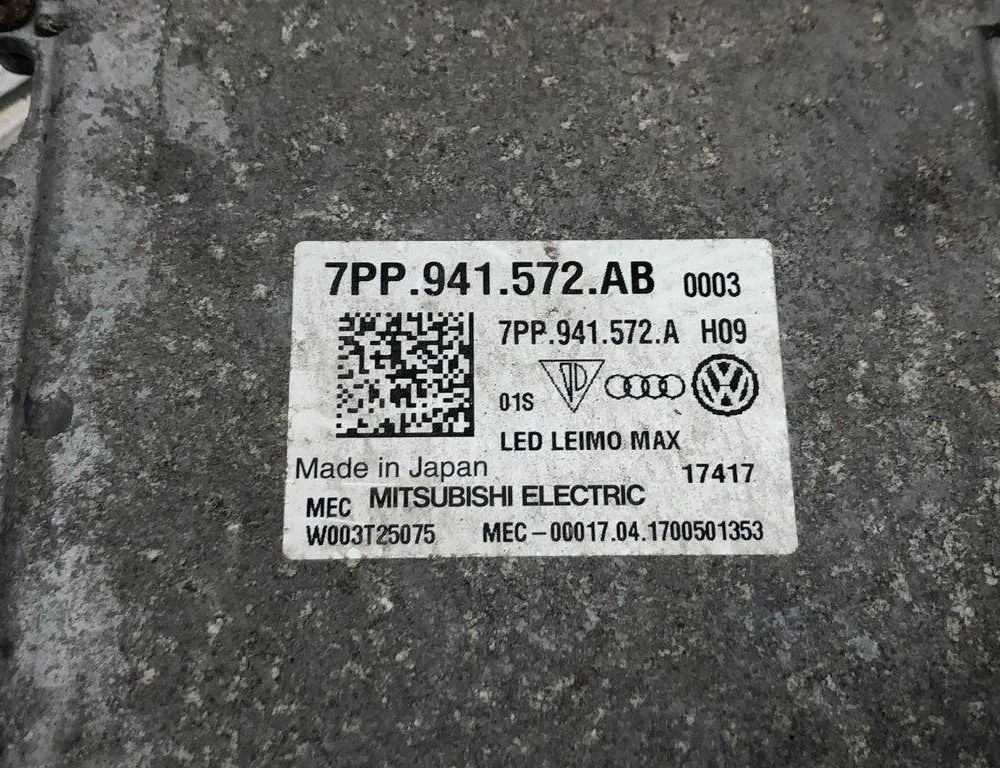 7PP.941.572.AB 0003
7PP.941.572.A H09
01S
LED LEIMO MAX
Made in Japan 17417
MEC MITSUBISHI ELECTRIC
W003T25075 MEC-00017.04.1700501353